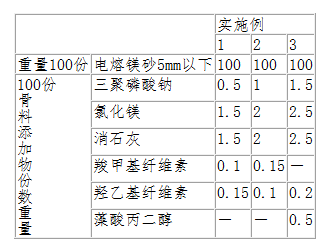 实施例
1 2 3
重量100份 电熔镁砂5mm以下 100 100 100
100份骨料添加物份数重量
三聚磷酸钠 0.5 1 1.5
氯化镁 1.5 2 2.5
消石灰 1.5 2 2.5
羧甲基纤维素 0.1 0.15 —
羟乙基纤维素 0.15 0.1 0.2
藻酸丙二醇 — — 0.5